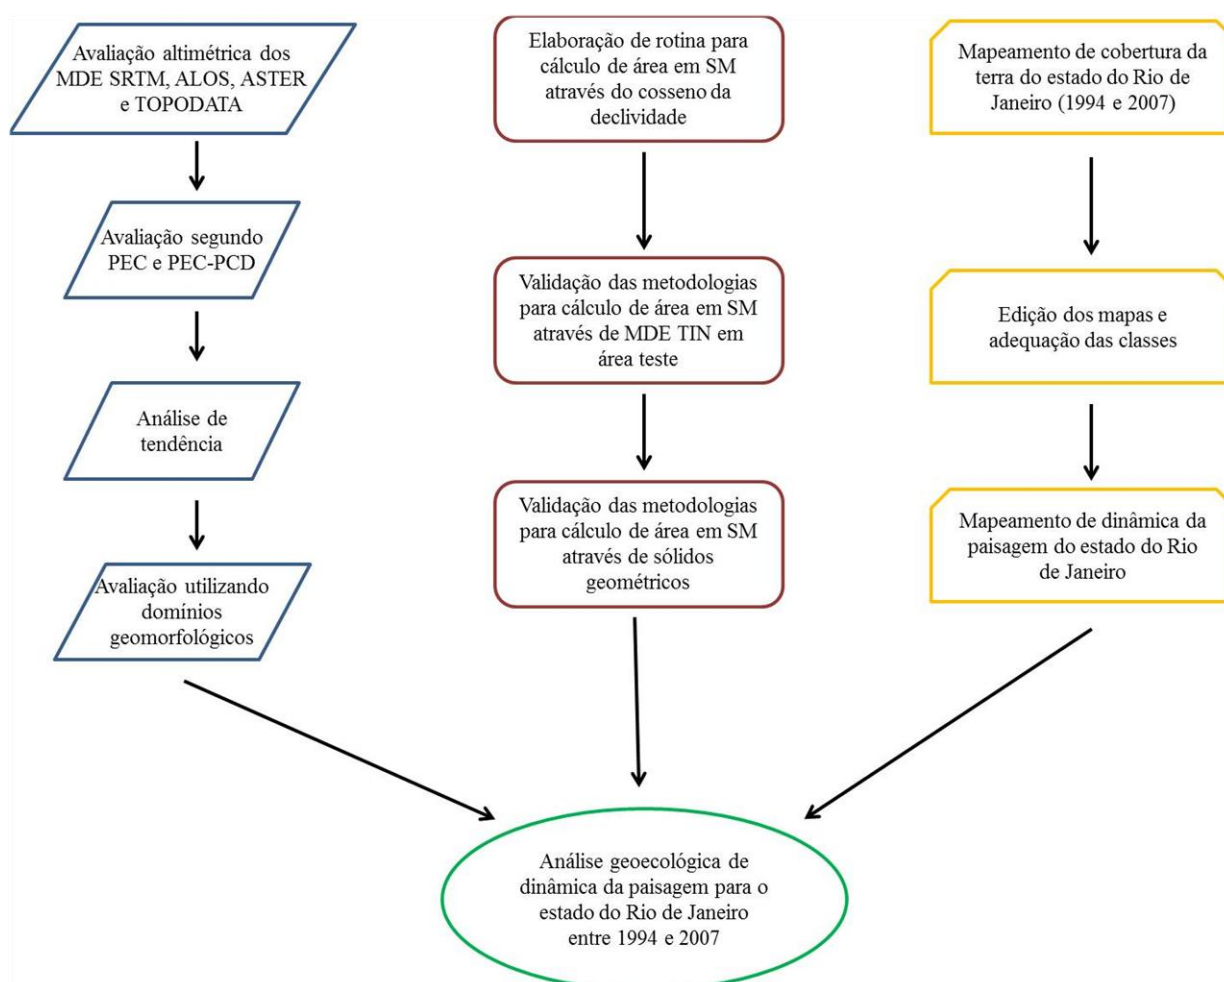 Avaliação altimétrica dos
MDE SRTM, ALOS, ASTER
e TOPODATA
Avaliação segundo
PEC e PEC-PCD
Análise de
tendência
Avaliação utilizando
domínios
geomorfológicos
Elaboração de rotina para
cálculo de área em SM
através do cosseno da
declividade
Validação das metodologias
para cálculo de área em SM
através de MDE TIN em
área teste
Validação das metodologias
para cálculo de área em SM
através de sólidos
geométricos
Mapeamento de cobertura da
terra do estado do Rio de
Janeiro (1994 e 2007)
Edição dos mapas e
adequação das classes
Mapeamento de dinâmica da
paisagem do estado do Rio
de Janeiro
Análise geoecológica de
dinâmica da paisagem para o
estado do Rio de Janeiro
entre 1994 e 2007